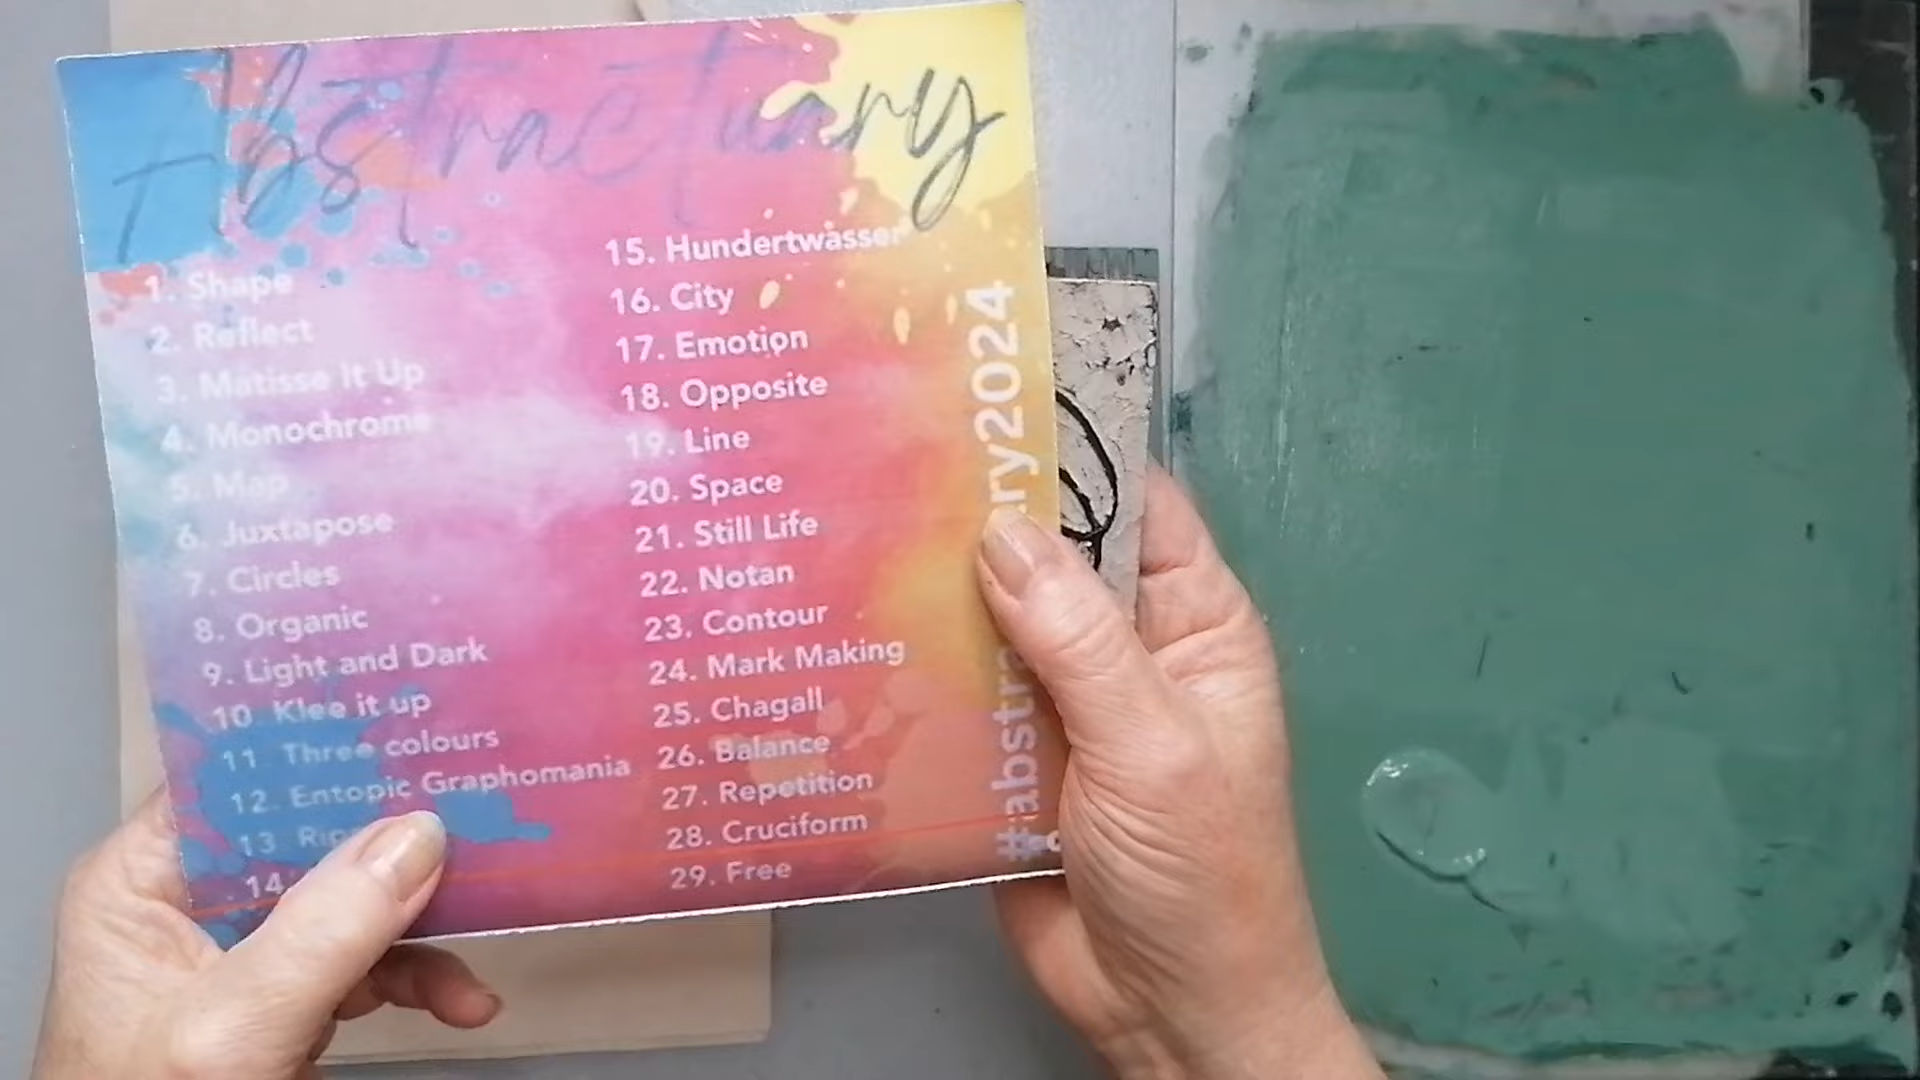 Abstractuary
1. Shape
2. Reflect
3. Matisse It Up
4. Monochrome
5. Map
6. Juxtapose
7. Circles
8. Organic
9. Light and Dark
10. Klee it up
11. Three colours
12. Entopic Graphomania
13.
14.
15. Hundertwasser
16. City
17. Emotion
18. Opposite
19. Line
20. Space
21. Still Life
22. Notan
23. Contour
24. Mark Making
25. Chagall
26. Balance
27. Repetition
28. Cruciform
29. Free